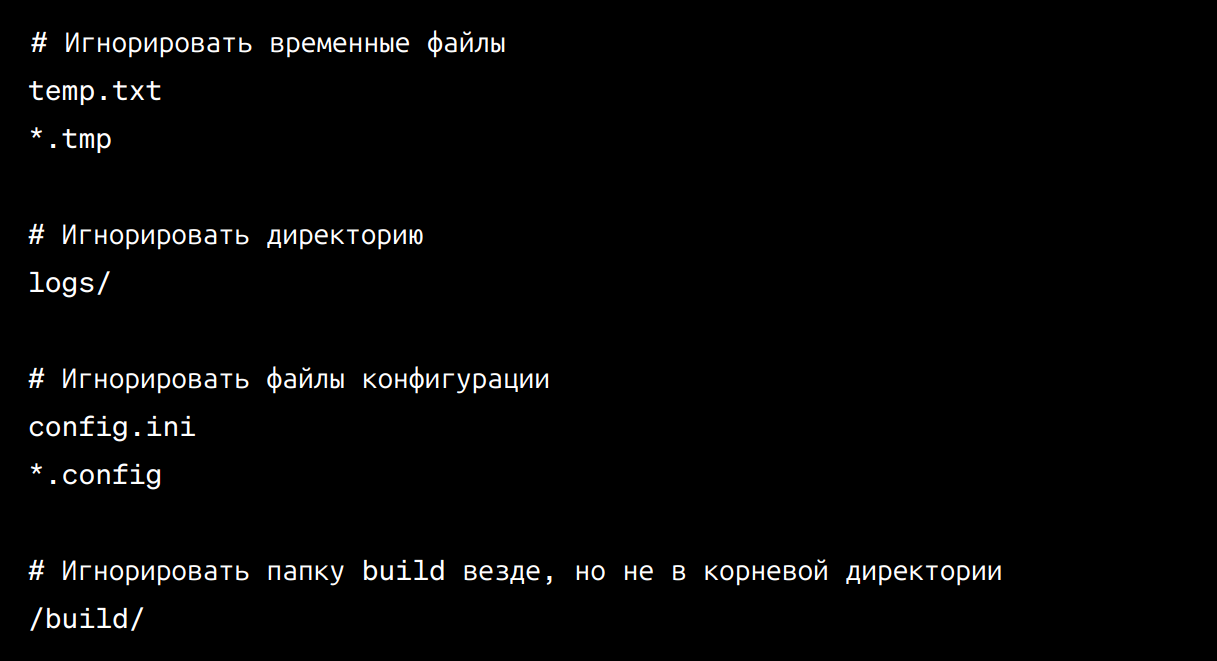 # Игнорировать временные файлы
temp.txt
*.tmp
# Игнорировать директорию
logs/
# Игнорировать файлы конфигурации
config.ini
*.config
# Игнорировать папку build везде, но не в корневой директории
/build/